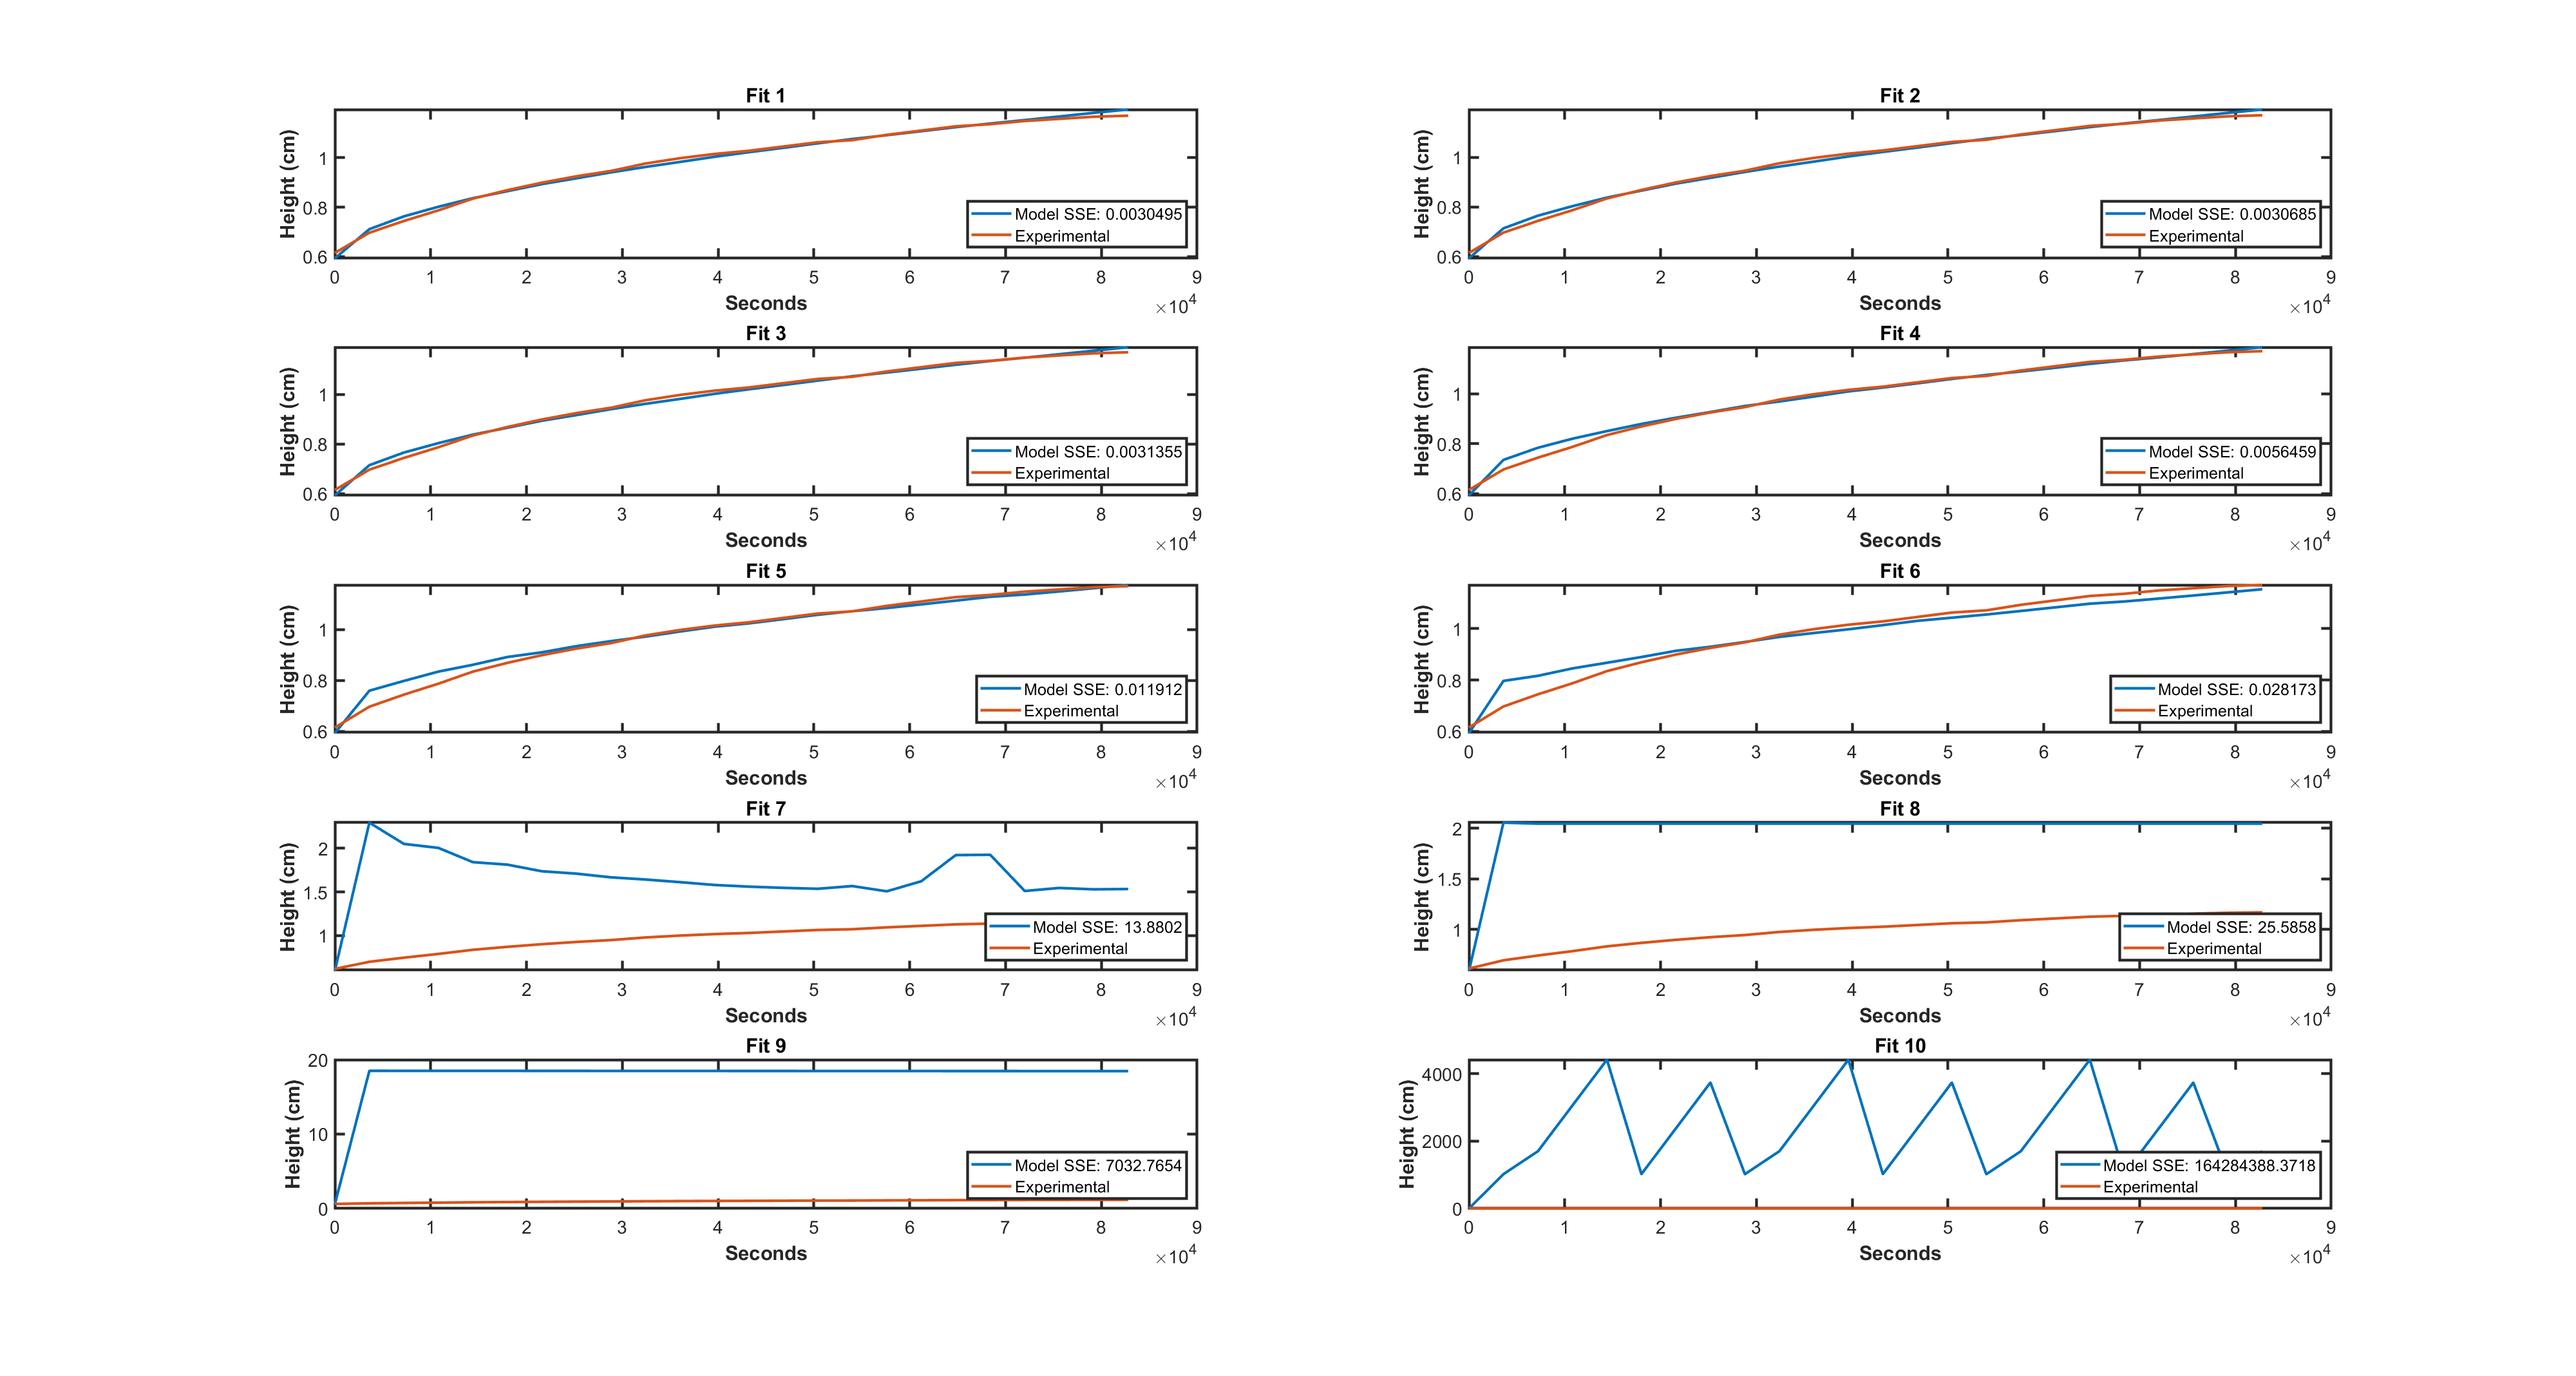 Fit 1
Height (cm)
1
0.8
0.6
Model SSE: 0.0030495
Experimental
0 1 2 3 4 5 6 7 8 9
Seconds
×10^4
Fit 2
Height (cm)
1
0.8
0.6
Model SSE: 0.0030685
Experimental
0 1 2 3 4 5 6 7 8 9
Seconds
×10^4
Fit 3
Height (cm)
1
0.8
0.6
Model SSE: 0.0031355
Experimental
0 1 2 3 4 5 6 7 8 9
Seconds
×10^4
Fit 4
Height (cm)
1
0.8
0.6
Model SSE: 0.0056459
Experimental
0 1 2 3 4 5 6 7 8 9
Seconds
×10^4
Fit 5
Height (cm)
1
0.8
0.6
Model SSE: 0.011912
Experimental
0 1 2 3 4 5 6 7 8 9
Seconds
×10^4
Fit 6
Height (cm)
1
0.8
0.6
Model SSE: 0.028173
Experimental
0 1 2 3 4 5 6 7 8 9
Seconds
×10^4
Fit 7
Height (cm)
2
1.5
1
Model SSE: 13.8802
Experimental
0 1 2 3 4 5 6 7 8 9
Seconds
×10^4
Fit 8
Height (cm)
2
1.5
1
Model SSE: 25.5858
Experimental
0 1 2 3 4 5 6 7 8 9
Seconds
×10^4
Fit 9
Height (cm)
20
10
0
Model SSE: 7032.7654
Experimental
0 1 2 3 4 5 6 7 8 9
Seconds
×10^4
Fit 10
Height (cm)
4000
2000
0
Model SSE: 164284388.3718
Experimental
0 1 2 3 4 5 6 7 8 9
Seconds
×10^4